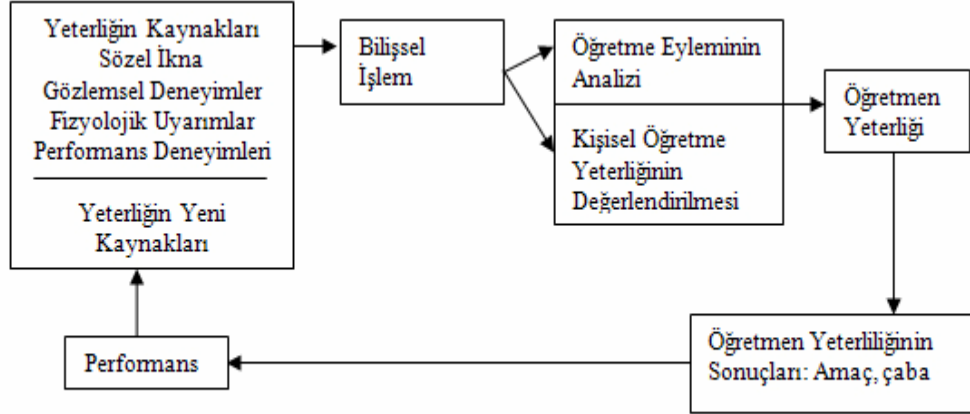 Yeterliğin Kaynakları
Sözel İkna
Gözlemsel Deneyimler
Fizyolojik Uyarımlar
Performans Deneyimleri
Yeterliğin Yeni
Kaynakları
Bilişsel
İşlem
Öğretme Eyleminin
Analizi
Kişisel Öğretme
Yeterliğinin
Değerlendirilmesi
Öğretmen
Yeterliği
Öğretmen Yeterliliğinin
Sonuçları: Amaç, çaba
Performans